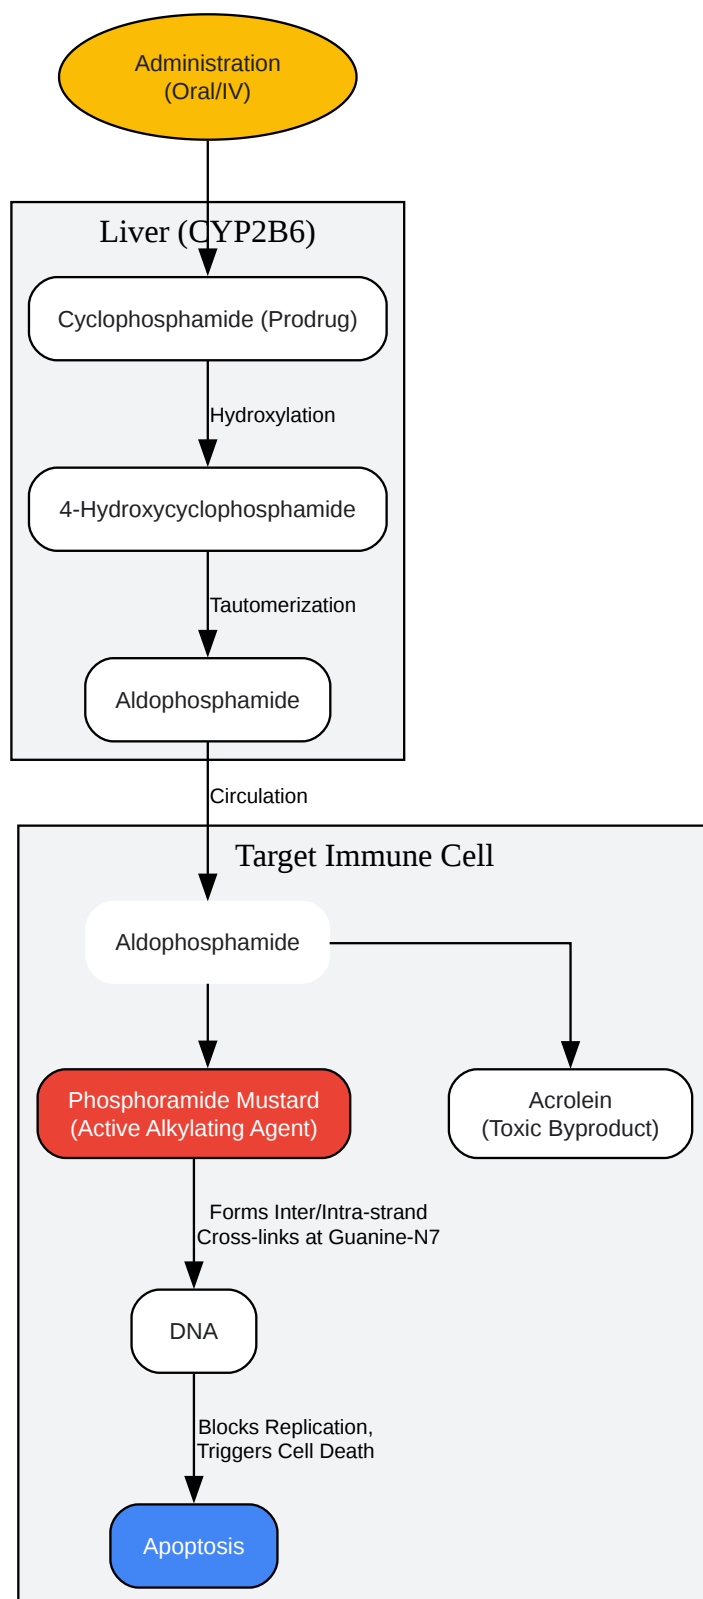 Administration
(Oral/IV)
Liver (CYP2B6)
Cyclophosphamide (Prodrug)
Hydroxylation
4-Hydroxycyclophosphamide
Tautomerization
Aldophosphamide
Circulation
Target Immune Cell
Aldophosphamide
Phosphoramide Mustard
(Active Alkylating Agent)
Acrolein
(Toxic Byproduct)
Forms Inter/Intra-strand
Cross-links at Guanine-N7
DNA
Blocks Replication,
Triggers Cell Death
Apoptosis